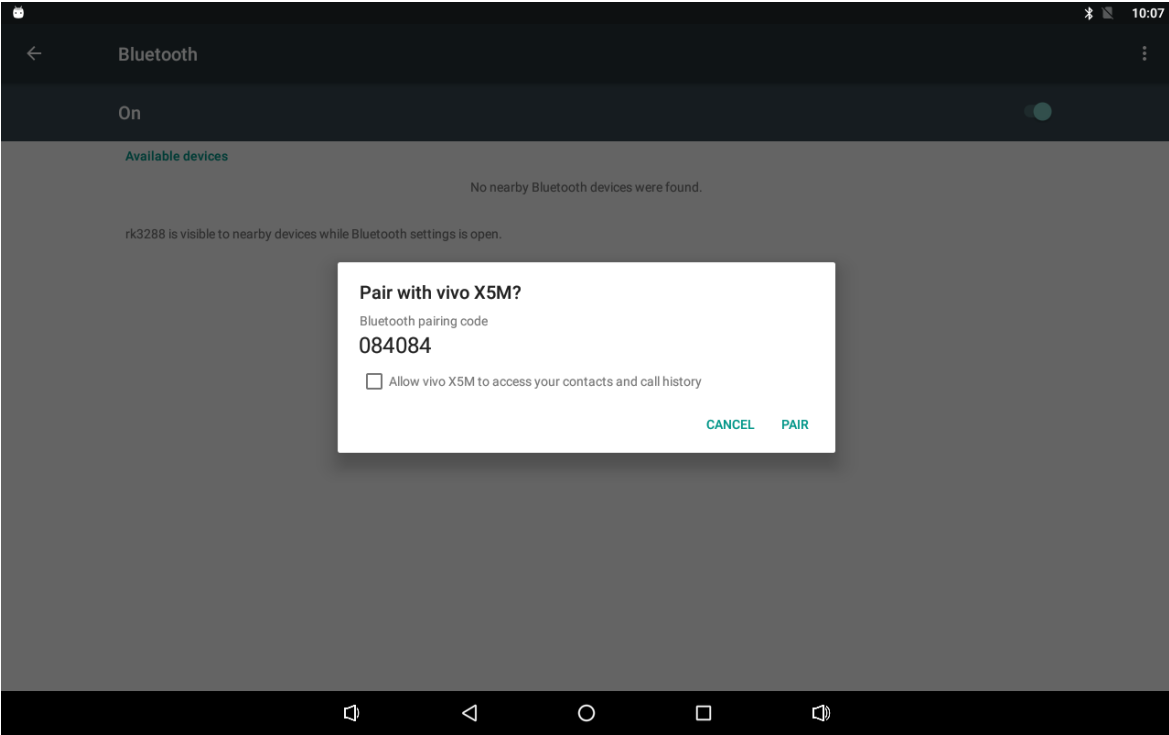 10:07
Bluetooth
On
Available devices
No nearby Bluetooth devices were found.
rk3288 is visible to nearby devices while Bluetooth settings is open.
Pair with vivo X5M?
Bluetooth pairing code
084084
Allow vivo X5M to access your contacts and call history
CANCEL PAIR